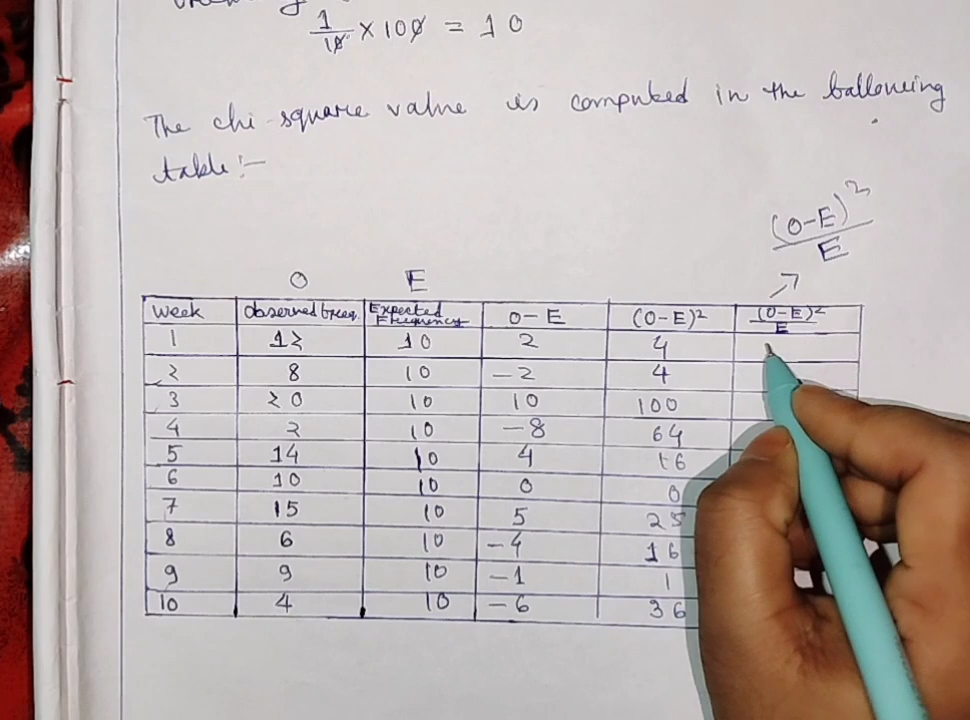 1/10 × 100 = 10
The chi-square value is computed in the ballowing
table:-
(O-E)²/E
O E
Week Observed freq. Expected Frequency O-E (O-E)² (O-E)²/E
1 12 10 2 4
2 8 10 -2 4
3 20 10 10 100
4 2 10 -8 64
5 14 10 4 16
6 10 10 0 0
7 15 10 5 25
8 6 10 -4 16
9 9 10 -1 1
10 4 10 -6 36